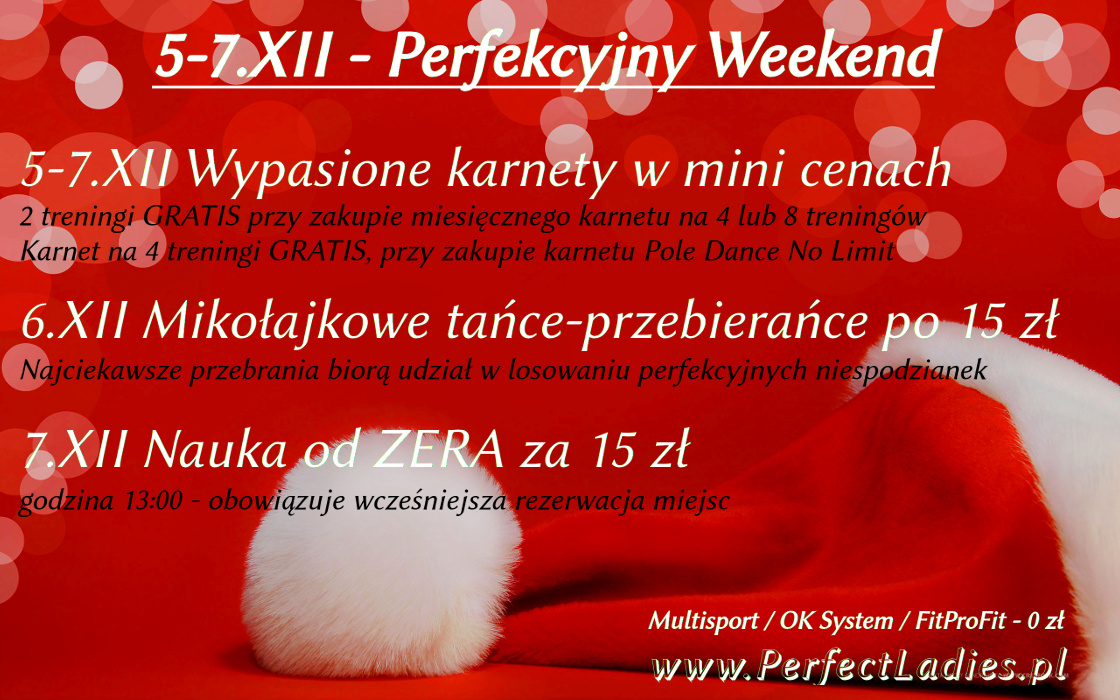 5-7.XII - Perfekcyjny Weekend
5-7.XII Wypasione karnety w mini cenach
2 treningi GRATIS przy zakupie miesięcznego karnetu na 4 lub 8 treningów
Karnet na 4 treningi GRATIS, przy zakupie karnetu Pole Dance No Limit
6.XII Mikołajkowe tańce-przebierańce po 15 zł
Najciekawsze przebrania biorą udział w losowaniu perfekcyjnych niespodzianek
7.XII Nauka od ZERA za 15 zł
godzina 13:00 - obowiązuje wcześniejsza rezerwacja miejsc
Multisport / OK System / FitProFit - 0 zł
www.PerfectLadies.pl